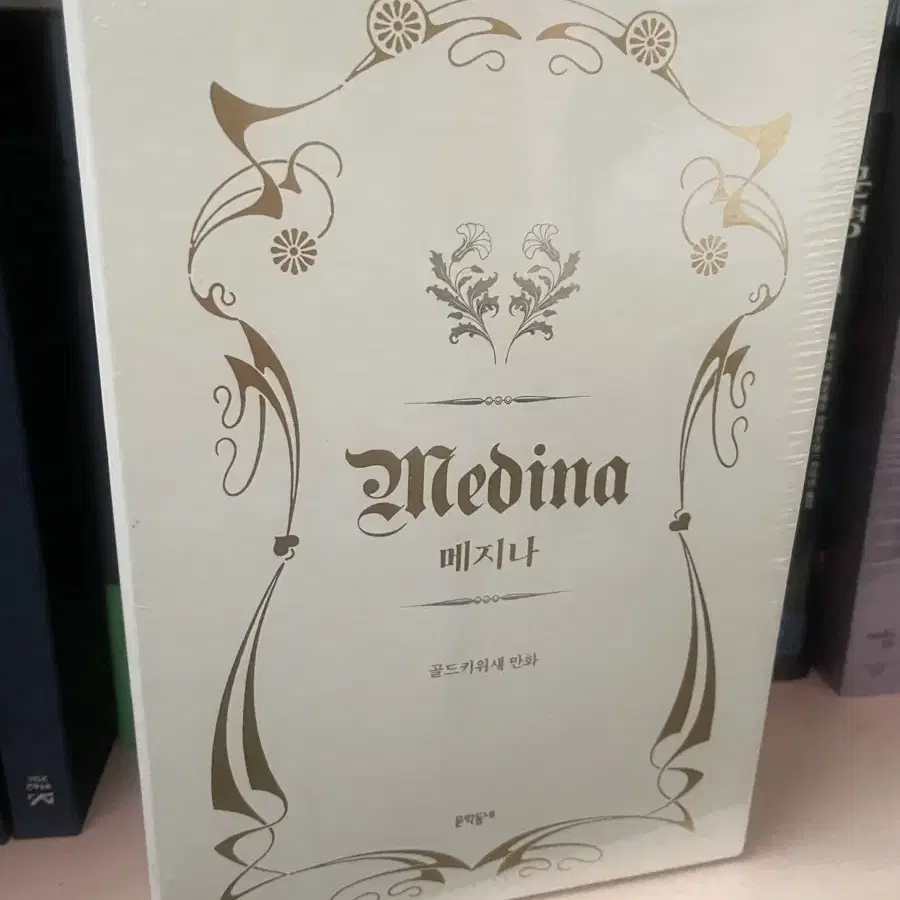 Medina
메지나
골드키위새 만화
문학동네